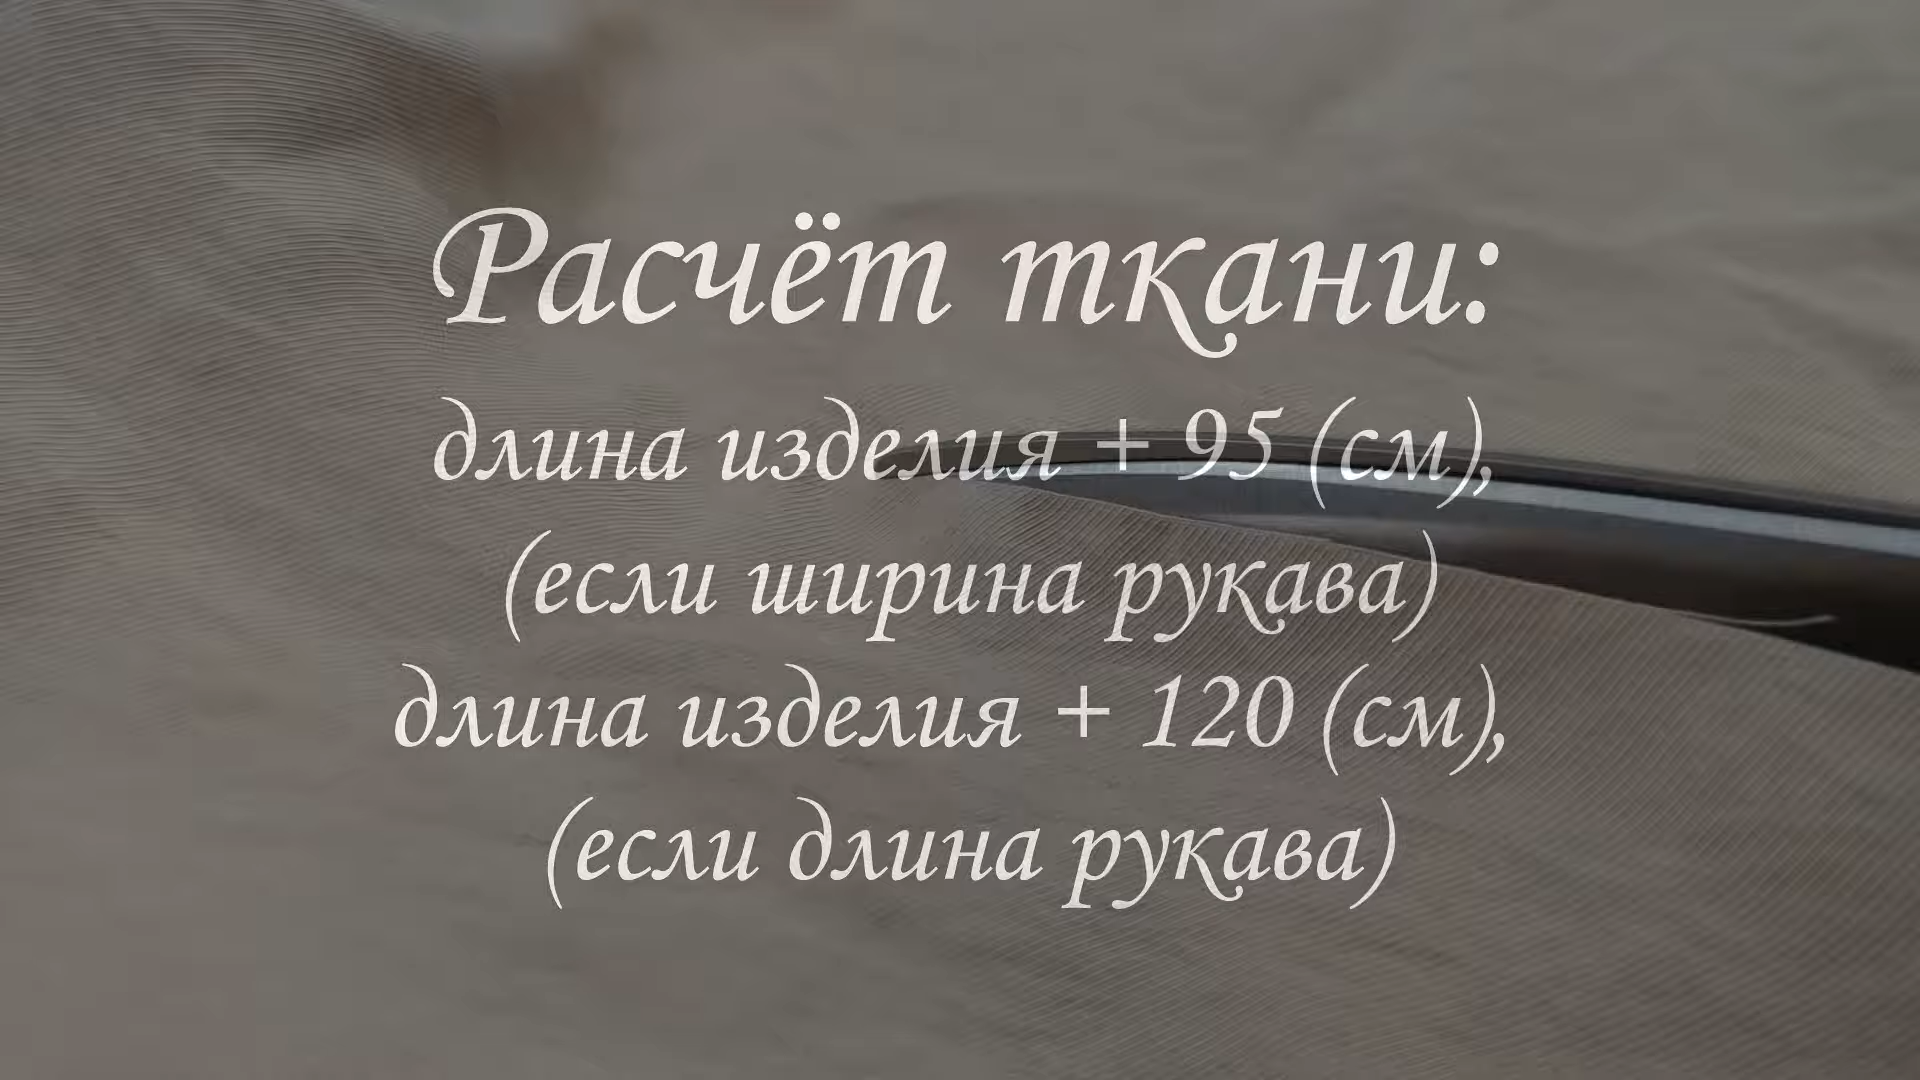 Расчёт ткани:
длина изделия + 95 (см),
(если ширина рукава)
длина изделия + 120 (см),
(если длина рукава)